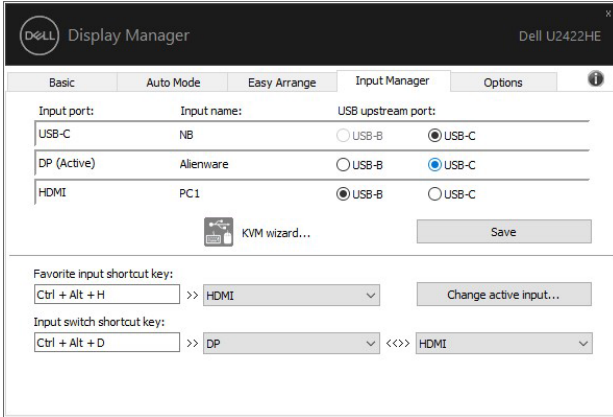 DELL Display Manager Dell U2422HE x
Basic Auto Mode Easy Arrange Input Manager Options i
Input port: Input name: USB upstream port:
USB-C NB USB-B USB-C
DP (Active) Alienware USB-B USB-C
HDMI PC1 USB-B USB-C
KVM wizard... Save
Favorite input shortcut key:
Ctrl + Alt + H >> HDMI Change active input...
Input switch shortcut key:
Ctrl + Alt + D >> DP <<>> HDMI